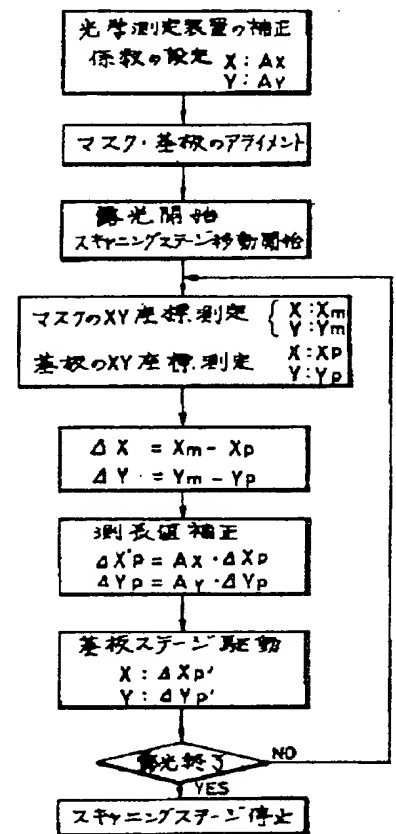 光学測定装置の補正
係数の設定 X : Ax
Y : Ay
マスク・基板のアライメント
露光開始
スキャニングステージ移動開始
マスクのXY座標測定 { X : Xm
Y : Ym
基板のXY座標測定 X : Xp
Y : Yp
Δ X = Xm - Xp
Δ Y = Ym - Yp
測長値補正
ΔX'p = Ax · ΔXp
ΔYp = Ay · ΔYp
基板ステージ駆動
X : ΔXp'
Y : ΔYp'
露光終了 NO
YES
スキャニングステージ停止